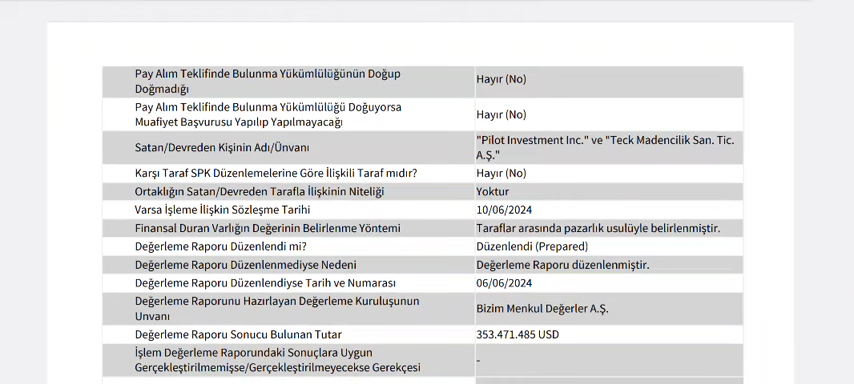 Pay Alım Teklifinde Bulunma Yükümlülüğünün Doğup
Doğmadığı
Hayır (No)
Pay Alım Teklifinde Bulunma Yükümlülüğü Doğuyorsa
Muafiyet Başvurusu Yapılıp Yapılmayacağı
Hayır (No)
Satan/Devreden Kişinin Adı/Ünvanı
"Pilot Investment Inc." ve "Teck Madencilik San. Tic.
A.Ş."
Karşı Taraf SPK Düzenlemelerine Göre İlişkili Taraf mıdır?
Hayır (No)
Ortaklığın Satan/Devreden Tarafla İlişkinin Niteliği
Yoktur
Varsa İşleme İlişkin Sözleşme Tarihi
10/06/2024
Finansal Duran Varlığın Değerinin Belirlenme Yöntemi
Taraflar arasında pazarlık usulüyle belirlenmiştir.
Değerleme Raporu Düzenlendi mi?
Düzenlendi (Prepared)
Değerleme Raporu Düzenlenmediyse Nedeni
Değerleme Raporu düzenlenmiştir.
Değerleme Raporu Düzenlendiyse Tarih ve Numarası
06/06/2024
Değerleme Raporunu Hazırlayan Değerleme Kuruluşunun
Unvanı
Bizim Menkul Değerler A.Ş.
Değerleme Raporu Sonucu Bulunan Tutar
353.471.485 USD
İşlem Değerleme Raporundaki Sonuçlara Uygun
Gerçekleştirilmemişse/Gerçekleştirilmeyecekse Gerekçesi
-